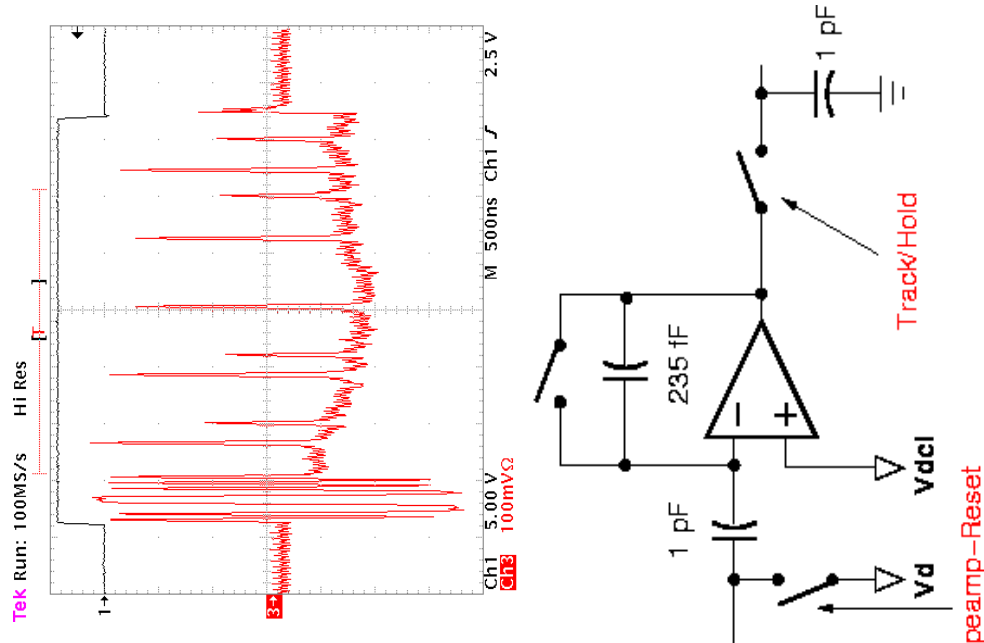 Tek Run: 100MS/s Hi Res
[T ]
1→
3→
Ch1 5.00 V M 500ns Ch1 2.5 V
Ch3 100mVΩ
235 fF
1 pF
1 pF
−
+
Track/Hold
Vd
Vdcl
peamp-Reset